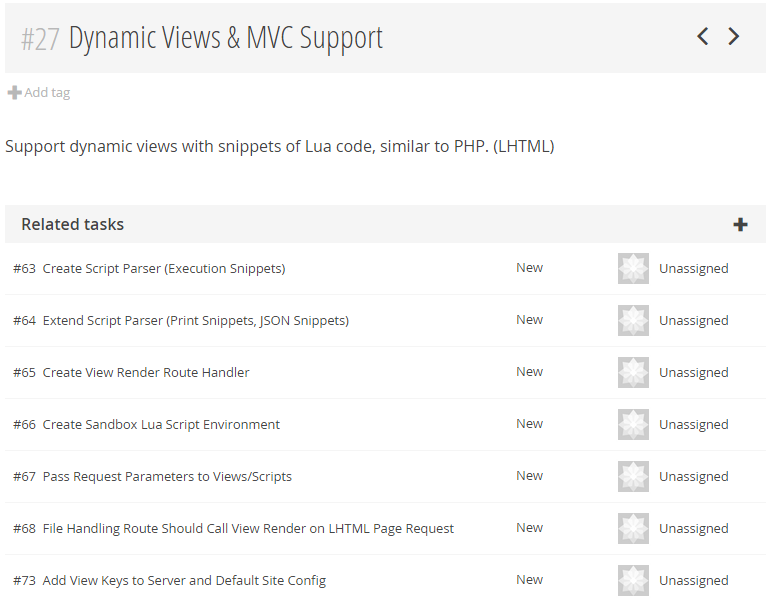 #27 Dynamic Views & MVC Support
Add tag
Support dynamic views with snippets of Lua code, similar to PHP. (LHTML)
Related tasks
#63 Create Script Parser (Execution Snippets) New Unassigned
#64 Extend Script Parser (Print Snippets, JSON Snippets) New Unassigned
#65 Create View Render Route Handler New Unassigned
#66 Create Sandbox Lua Script Environment New Unassigned
#67 Pass Request Parameters to Views/Scripts New Unassigned
#68 File Handling Route Should Call View Render on LHTML Page Request New Unassigned
#73 Add View Keys to Server and Default Site Config New Unassigned